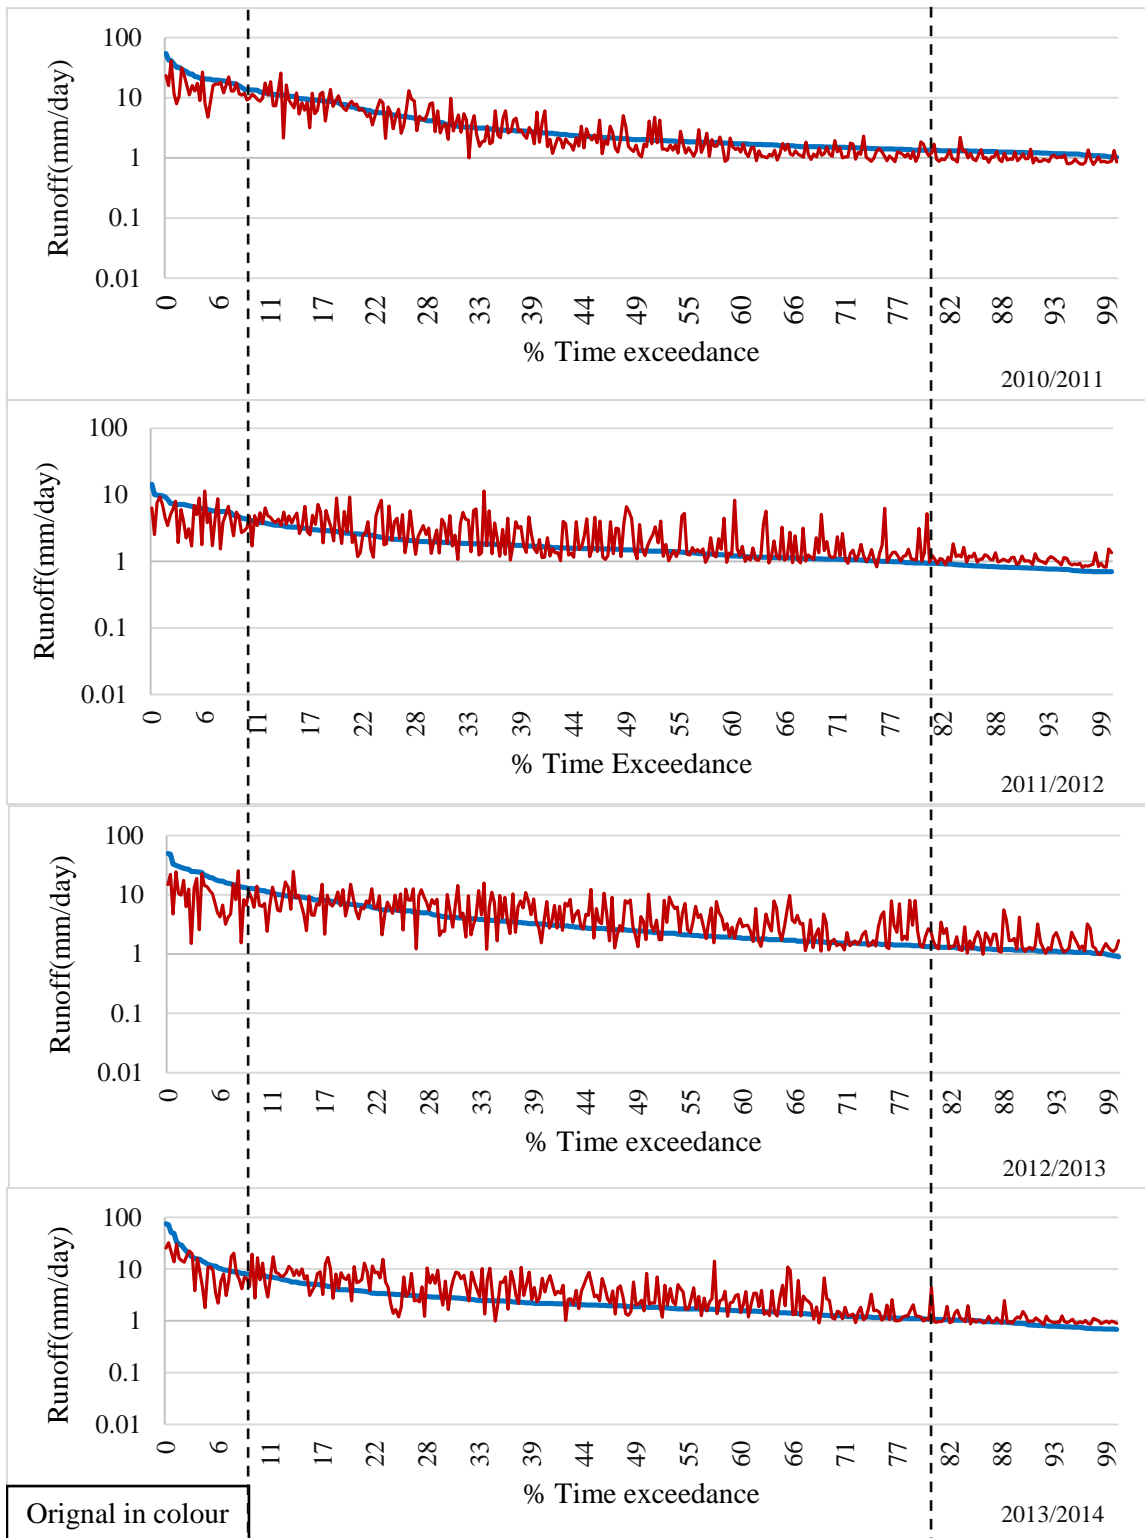 100
10
1
0.1
0.01
Runoff(mm/day)
0 6 11 17 22 28 33 39 44 49 55 60 66 71 77 82 88 93 99
% Time exceedance
2010/2011
100
10
1
0.1
0.01
Runoff(mm/day)
0 6 11 17 22 28 33 39 44 49 55 60 66 71 77 82 88 93 99
% Time Exceedance
2011/2012
100
10
1
0.1
0.01
Runoff(mm/day)
0 6 11 17 22 28 33 39 44 49 55 60 66 71 77 82 88 93 99
% Time exceedance
2012/2013
100
10
1
0.1
0.01
Runoff(mm/day)
0 6 11 17 22 28 33 39 44 49 55 60 66 71 77 82 88 93 99
% Time exceedance
2013/2014
Orignal in colour